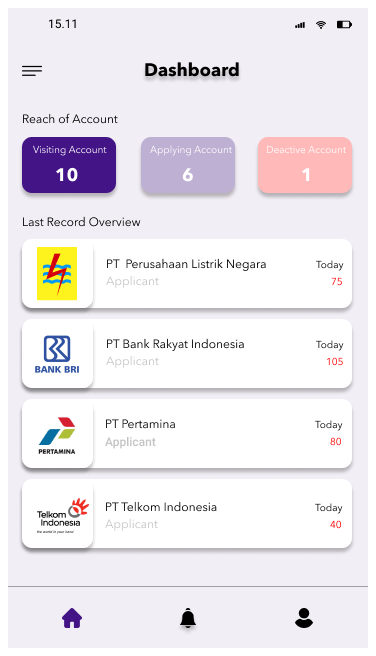 15.11
Dashboard
Reach of Account
Visiting Account
10
Applying Account
6
Deactive Account
1
Last Record Overview
PT Perusahaan Listrik Negara
Applicant
Today
75
BANK BRI
PT Bank Rakyat Indonesia
Applicant
Today
105
PERTAMINA
PT Pertamina
Applicant
Today
80
Telkom
Indonesia
the world in your hand
PT Telkom Indonesia
Applicant
Today
40